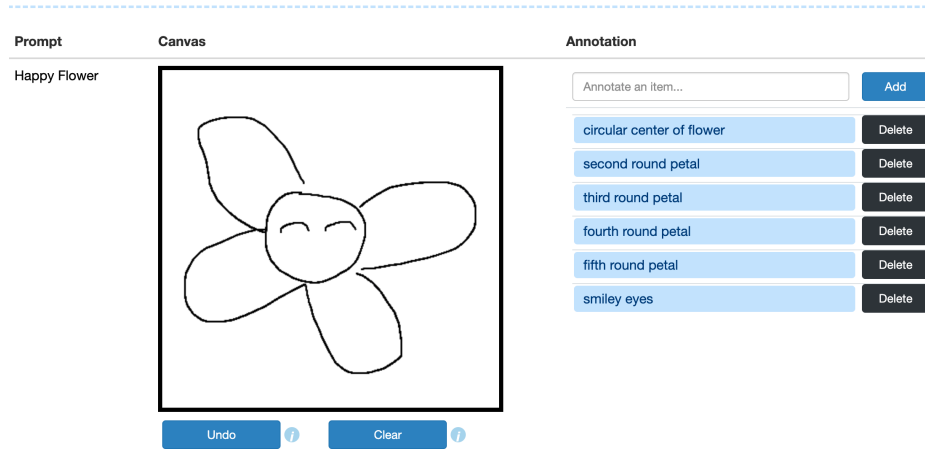 Prompt Canvas Annotation
Happy Flower
Annotate an item... Add
circular center of flower Delete
second round petal Delete
third round petal Delete
fourth round petal Delete
fifth round petal Delete
smiley eyes Delete
Undo i Clear i